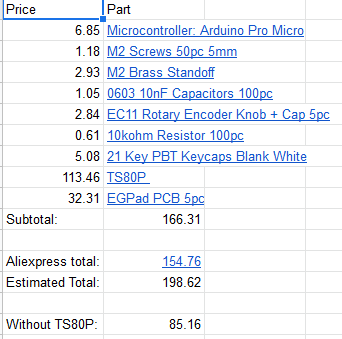 Price Part
6.85 Microcontroller: Arduino Pro Micro
1.18 M2 Screws 50pc 5mm
2.93 M2 Brass Standoff
1.05 0603 10nF Capacitors 100pc
2.84 EC11 Rotary Encoder Knob + Cap 5pc
0.61 10kohm Resistor 100pc
5.08 21 Key PBT Keycaps Blank White
113.46 TS80P
32.31 EGPad PCB 5pc
Subtotal: 166.31
Aliexpress total: 154.76
Estimated Total: 198.62
Without TS80P: 85.16